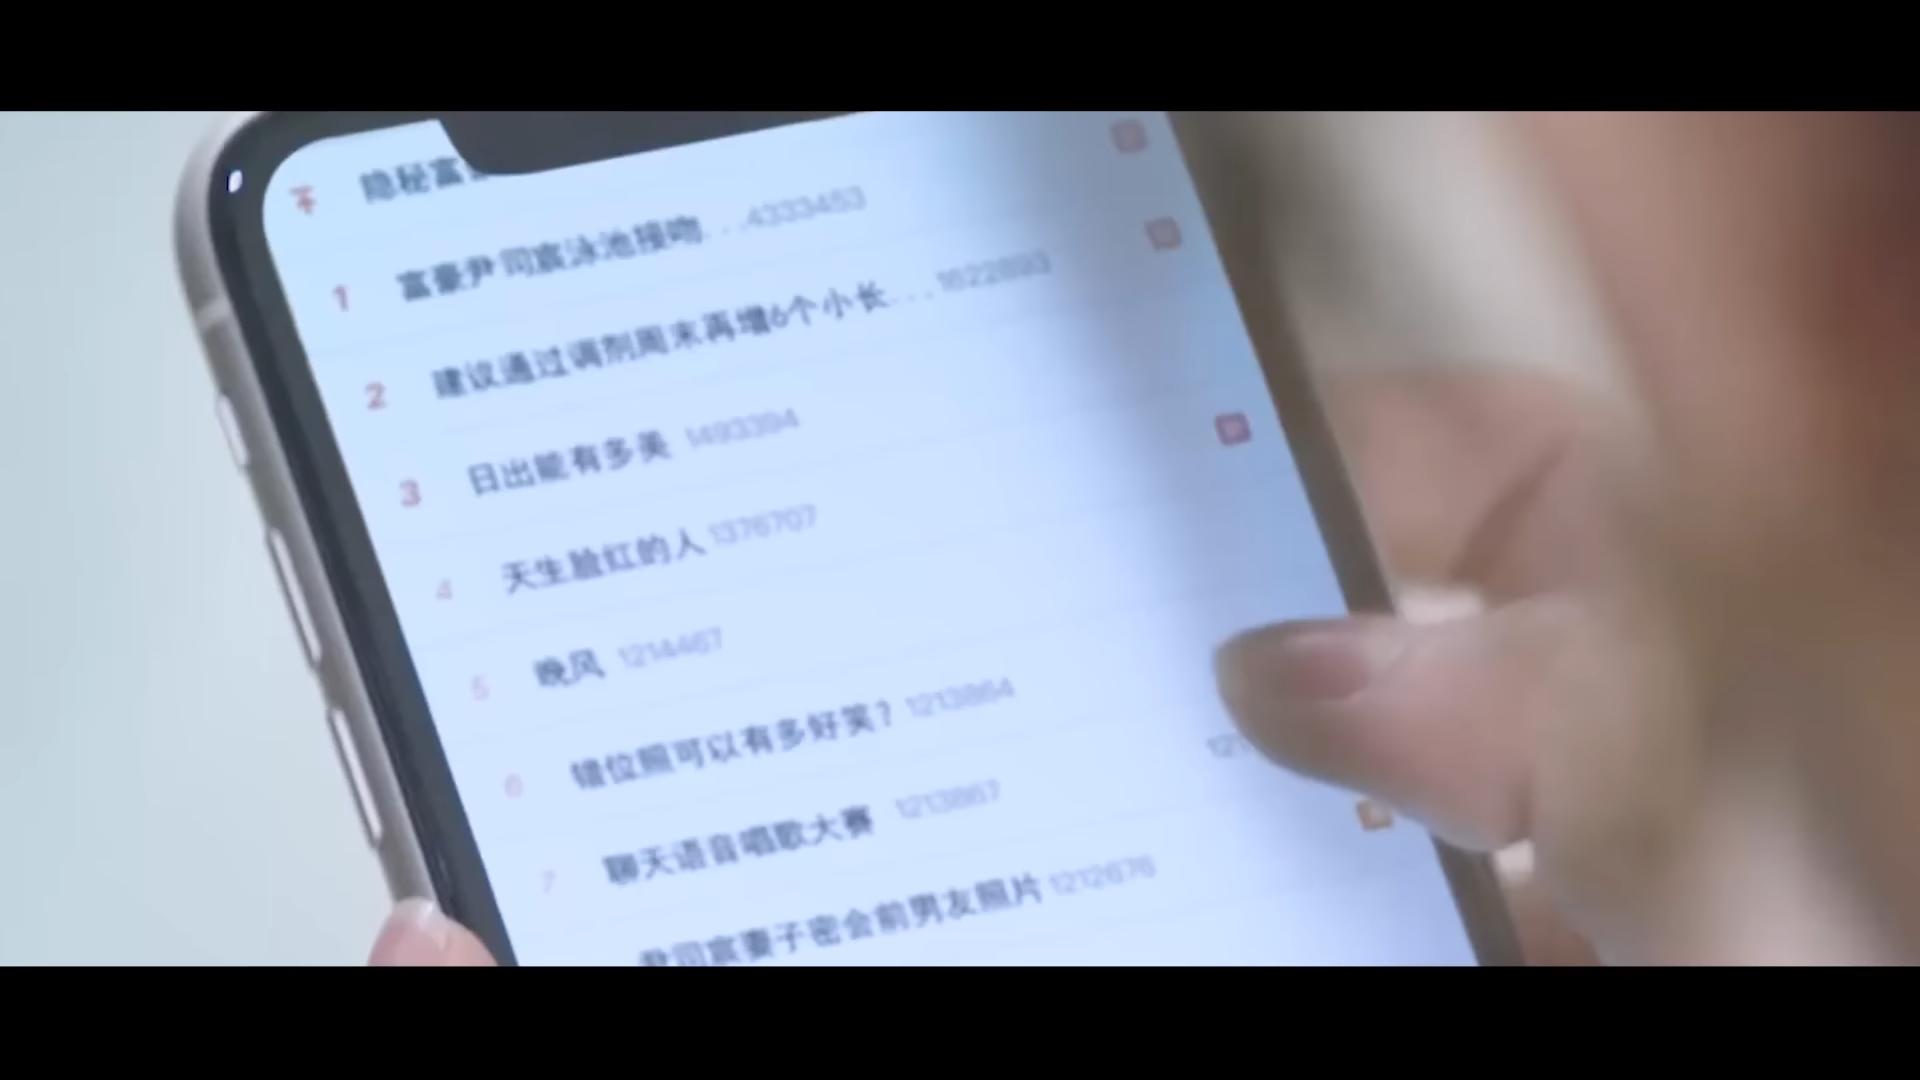 隐秘富
1 富豪尹司宸泳池接吻...4333453
2 建议通过调剂周末再增6个小长...1622893
3 日出能有多美 1493394
4 天生脸红的人 1376707
5 晚风 1214467
6 错位照可以有多好笑? 1213864
7 聊天语音唱歌大赛 1213867
尹司宸妻子密会前男友照片 1212676